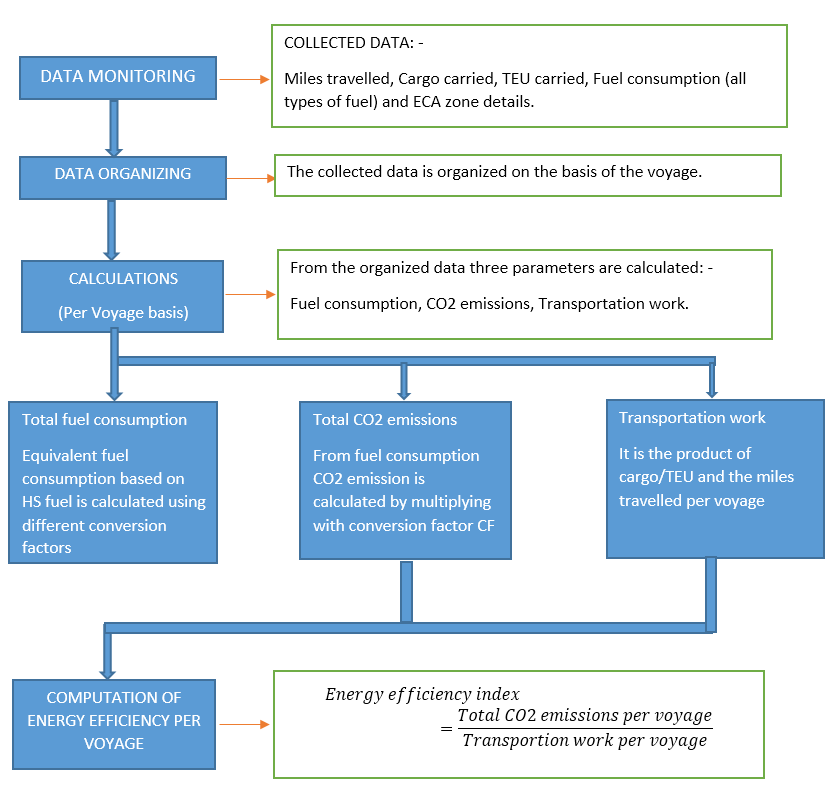 DATA MONITORING
COLLECTED DATA: -
Miles travelled, Cargo carried, TEU carried, Fuel consumption (all
types of fuel) and ECA zone details.
DATA ORGANIZING
The collected data is organized on the basis of the voyage.
CALCULATIONS
(Per Voyage basis)
From the organized data three parameters are calculated: -
Fuel consumption, CO2 emissions, Transportation work.
Total fuel consumption
Equivalent fuel
consumption based on
HS fuel is calculated using
different conversion
factors
Total CO2 emissions
From fuel consumption
CO2 emission is
calculated by multiplying
with conversion factor CF
Transportation work
It is the product of
cargo/TEU and the miles
travelled per voyage
COMPUTATION OF
ENERGY EFFICIENCY PER
VOYAGE
Energy efficiency index
= Total CO2 emissions per voyage
Transportion work per voyage